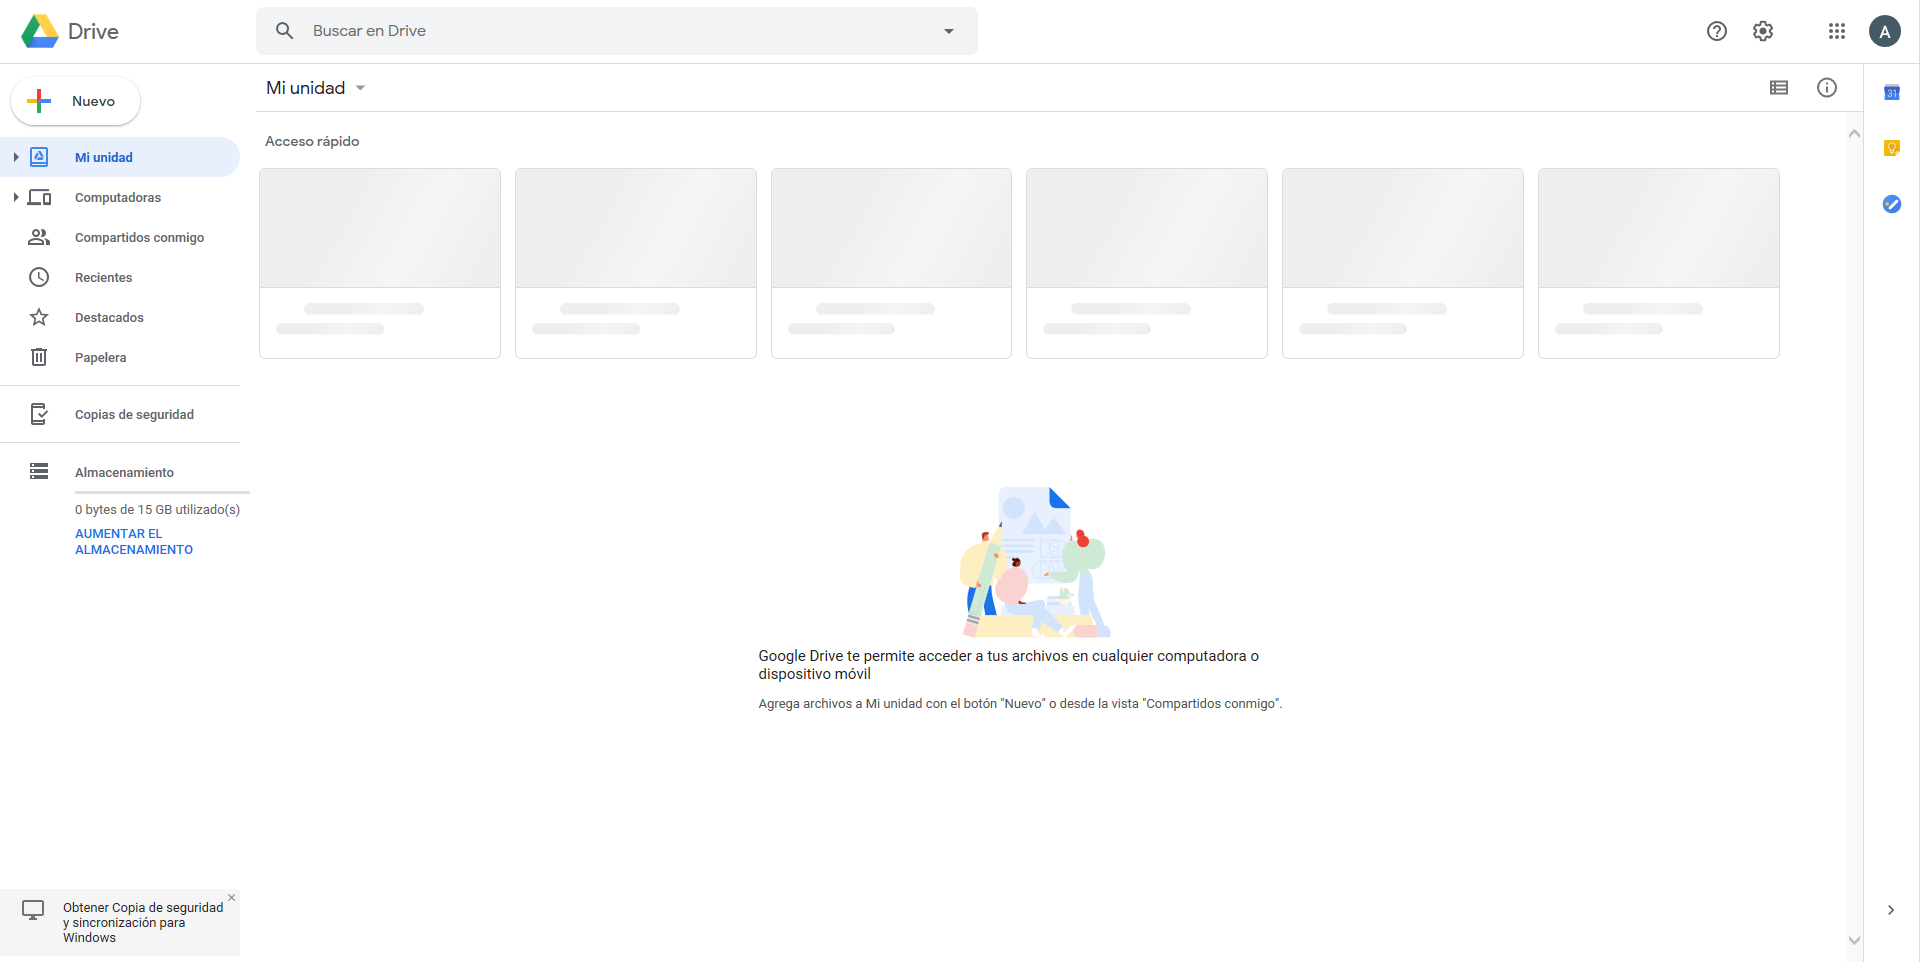 Drive
Buscar en Drive
A
Nuevo
Mi unidad
Computadoras
Compartidos conmigo
Recientes
Destacados
Papelera
Copias de seguridad
Almacenamiento
0 bytes de 15 GB utilizado(s)
AUMENTAR EL
ALMACENAMIENTO
Obtener Copia de seguridad
y sincronización para
Windows
Mi unidad
Acceso rápido
Google Drive te permite acceder a tus archivos en cualquier computadora o
dispositivo móvil
Agrega archivos a Mi unidad con el botón "Nuevo" o desde la vista "Compartidos conmigo".
31